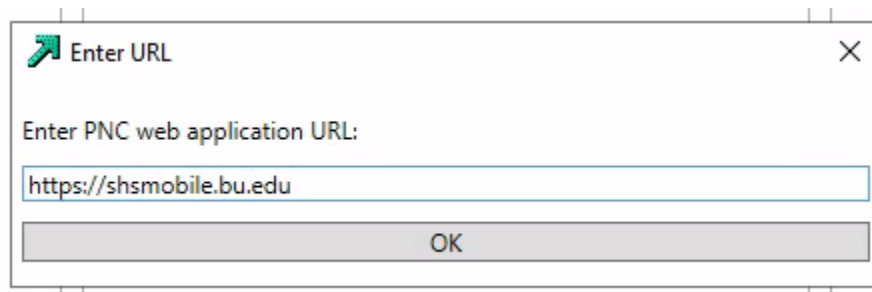 Enter URL
Enter PNC web application URL:
https://shsmobile.bu.edu
OK